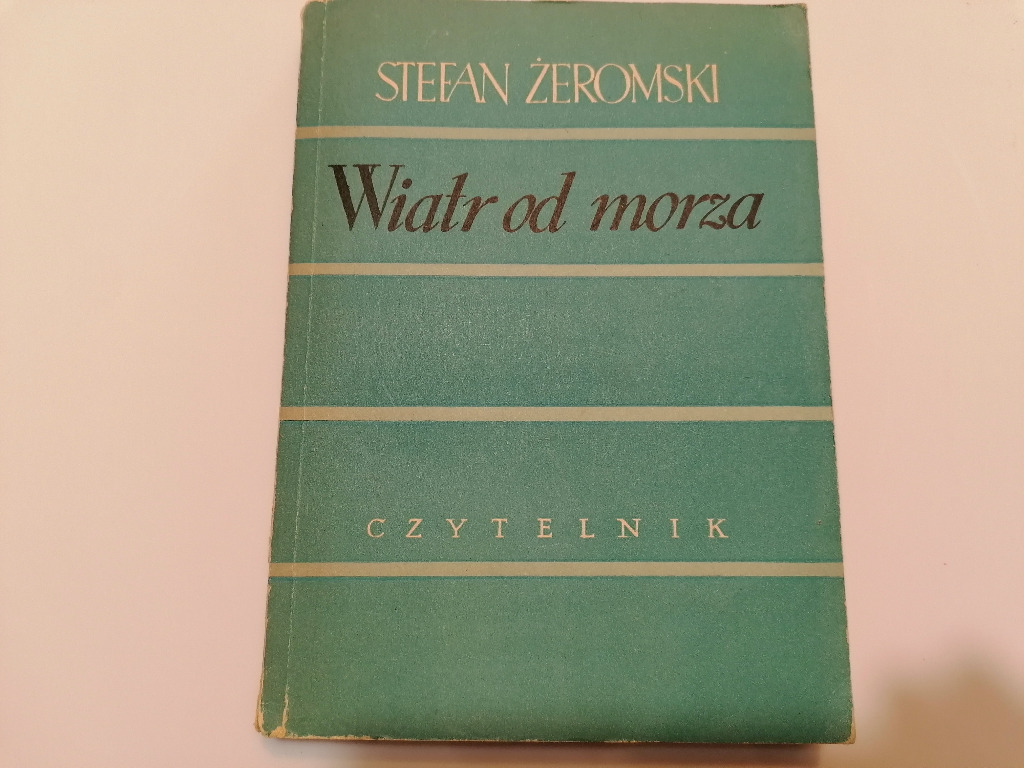 STEFAN ŻEROMSKI
Wiatr od morza
CZYTELNIK